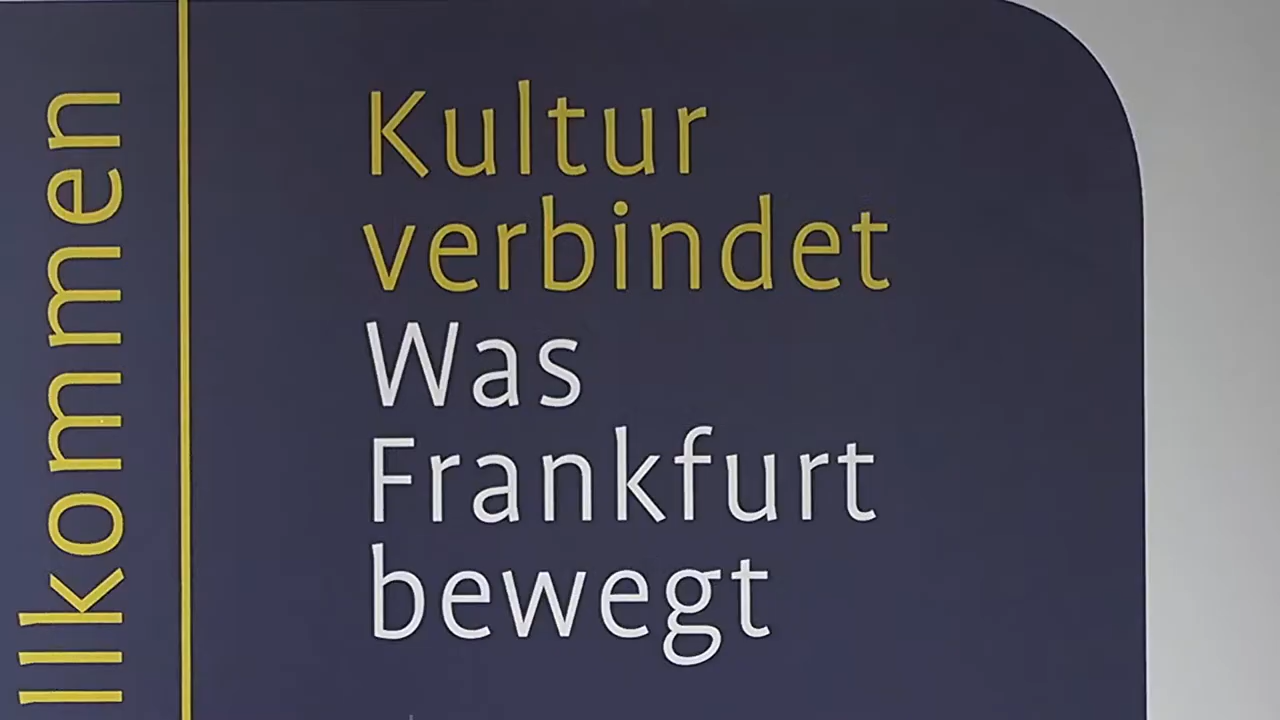 llkommen
Kultur
verbindet
Was
Frankfurt
bewegt